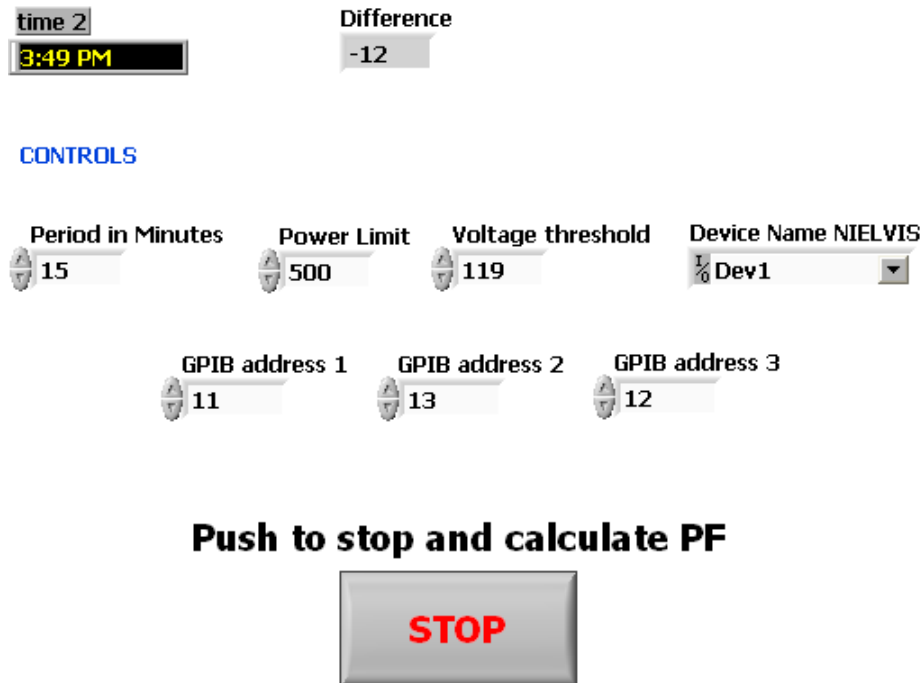 time 2
Difference
3:49 PM
-12
CONTROLS
Period in Minutes
Power Limit
Voltage threshold
Device Name NIELVIS
15
500
119
I/O Dev1
GPIB address 1
GPIB address 2
GPIB address 3
11
13
12
Push to stop and calculate PF
STOP